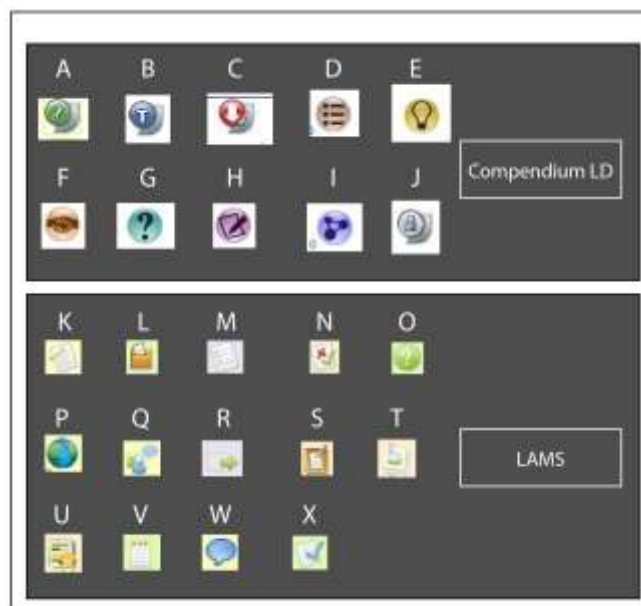 A B C D E
Compendium LD
F G H I J
K L M N O
P Q R S T
LAMS
U V W X